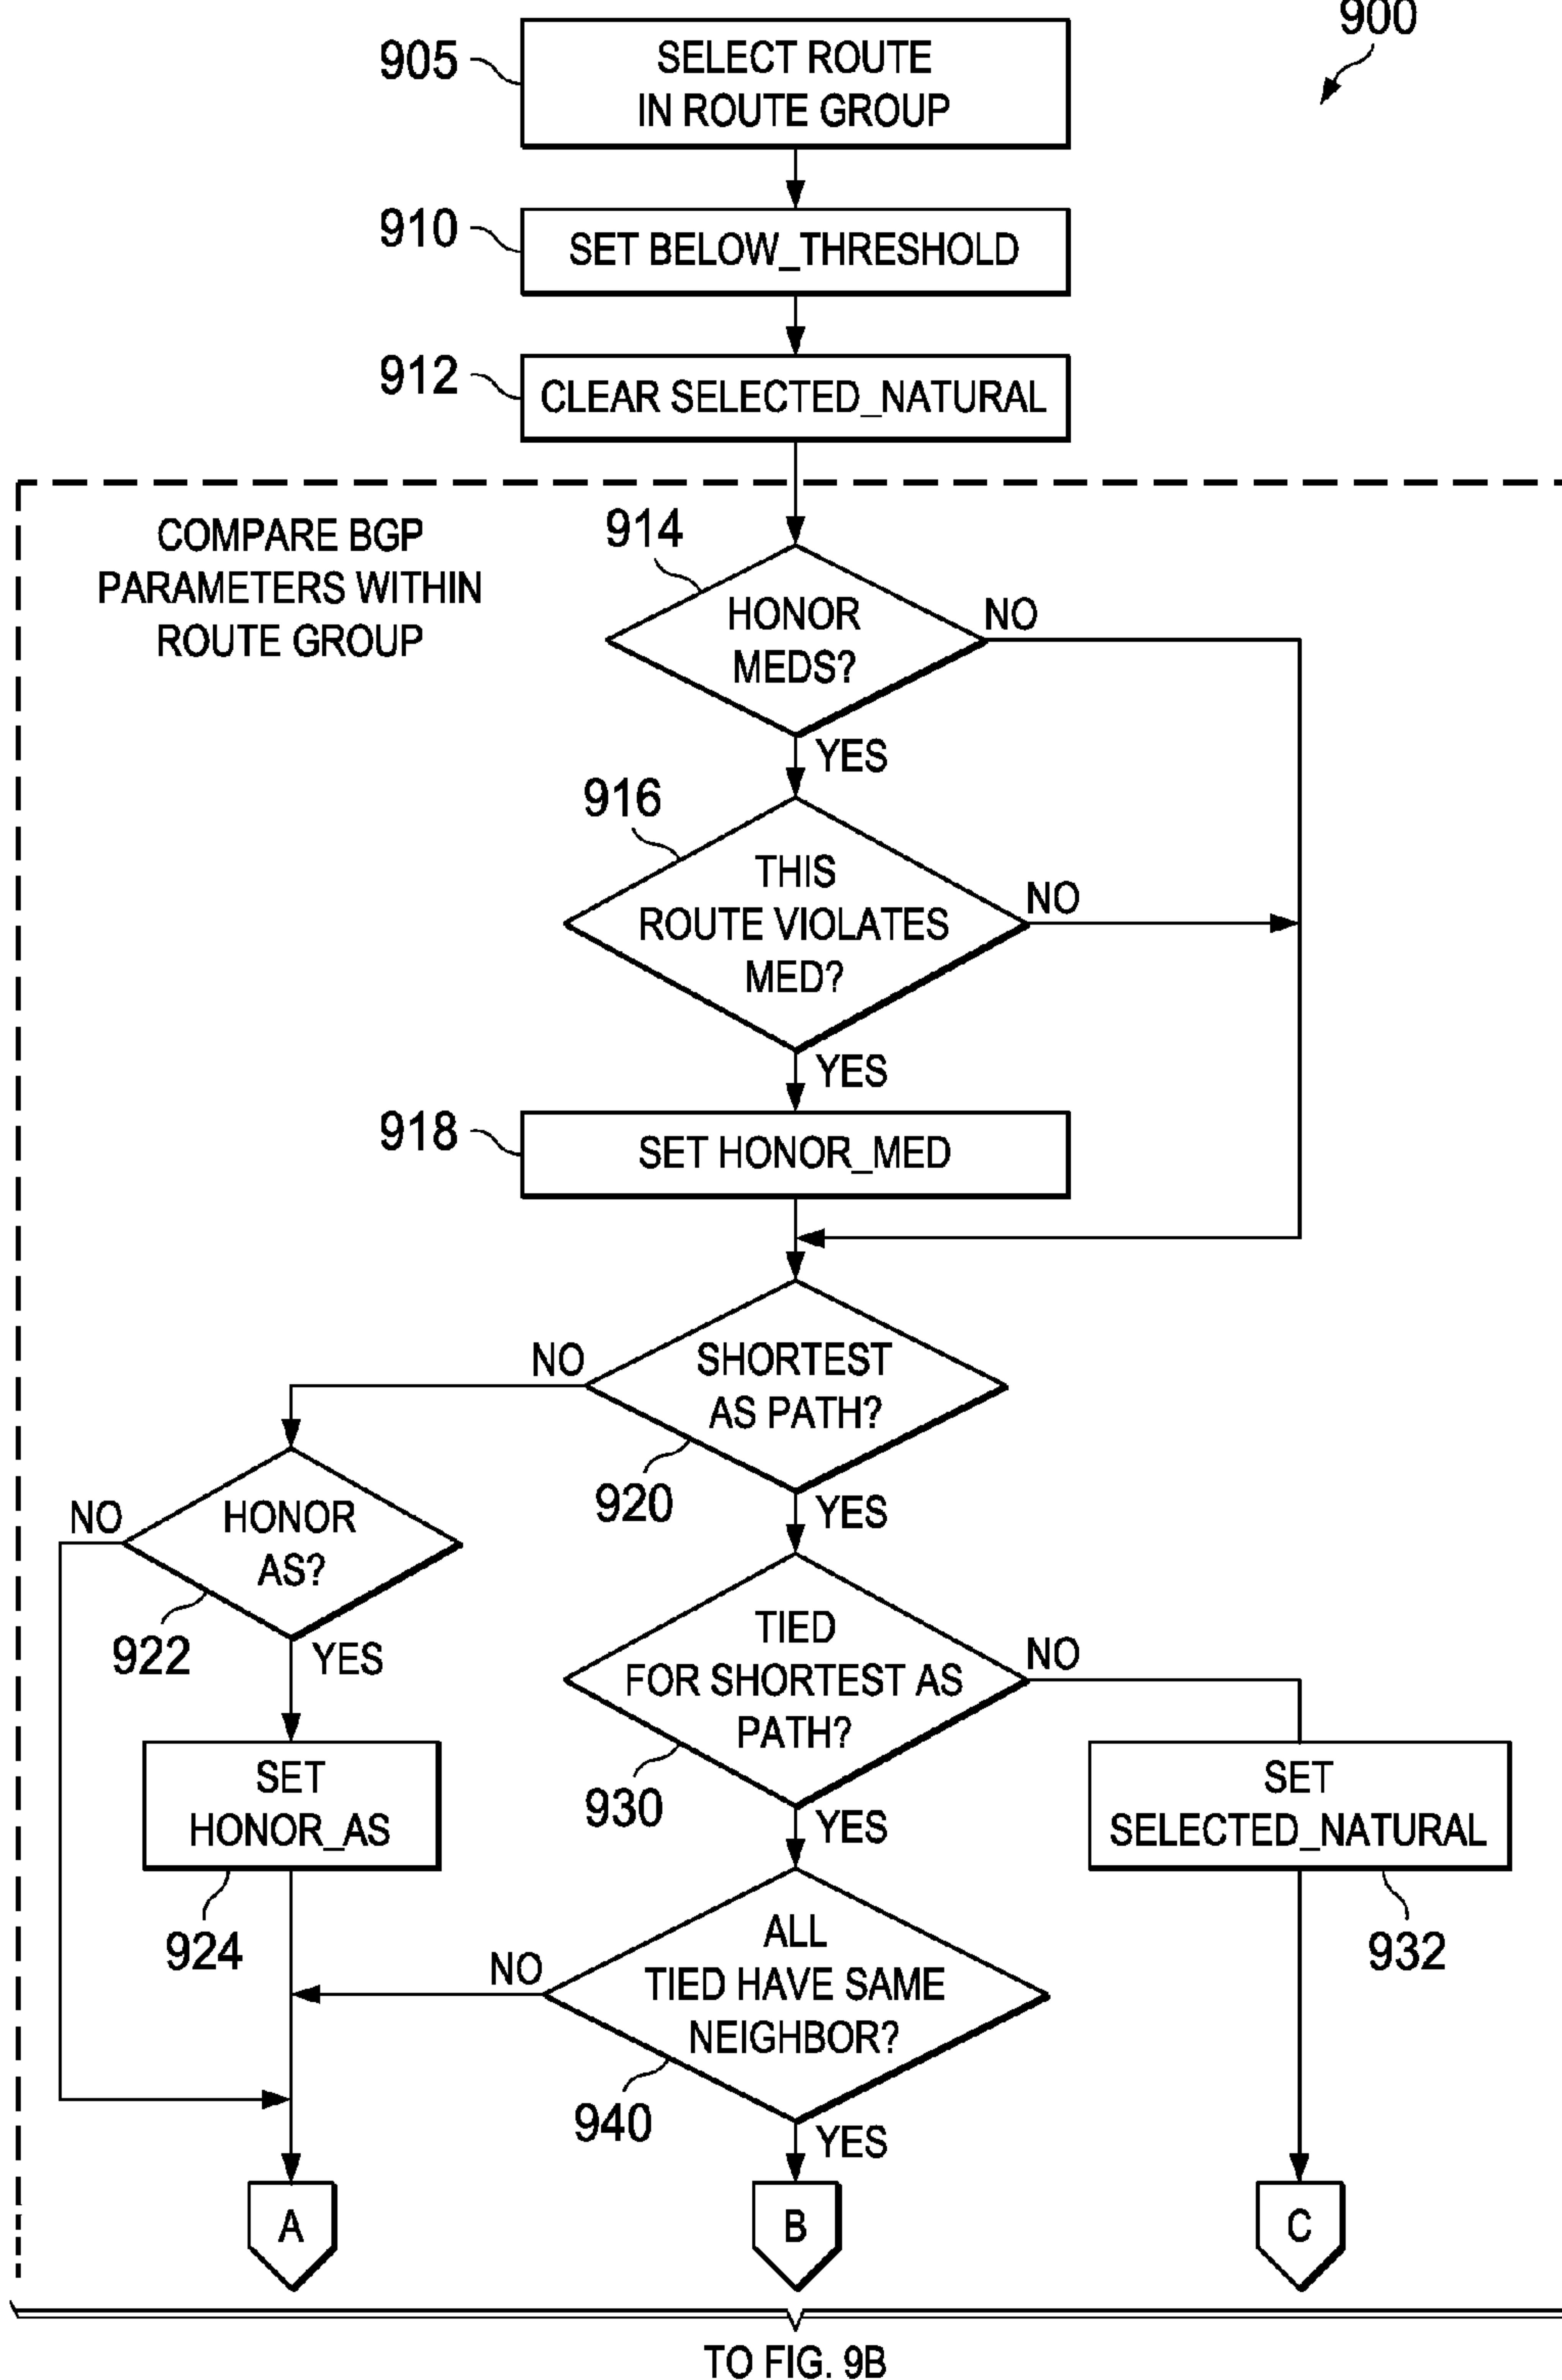 900
905
SELECT ROUTE
IN ROUTE GROUP
910
SET BELOW_THRESHOLD
912
CLEAR SELECTED_NATURAL
COMPARE BGP
PARAMETERS WITHIN
ROUTE GROUP
914
HONOR
MEDS?
NO
YES
916
THIS
ROUTE VIOLATES
MED?
NO
YES
918
SET HONOR_MED
NO
SHORTEST
AS PATH?
920
YES
NO
HONOR
AS?
922
YES
TIED
FOR SHORTEST AS
PATH?
NO
930
YES
SET
HONOR_AS
924
SET
SELECTED_NATURAL
932
NO
ALL
TIED HAVE SAME
NEIGHBOR?
940
YES
A
B
C
TO FIG. 9B